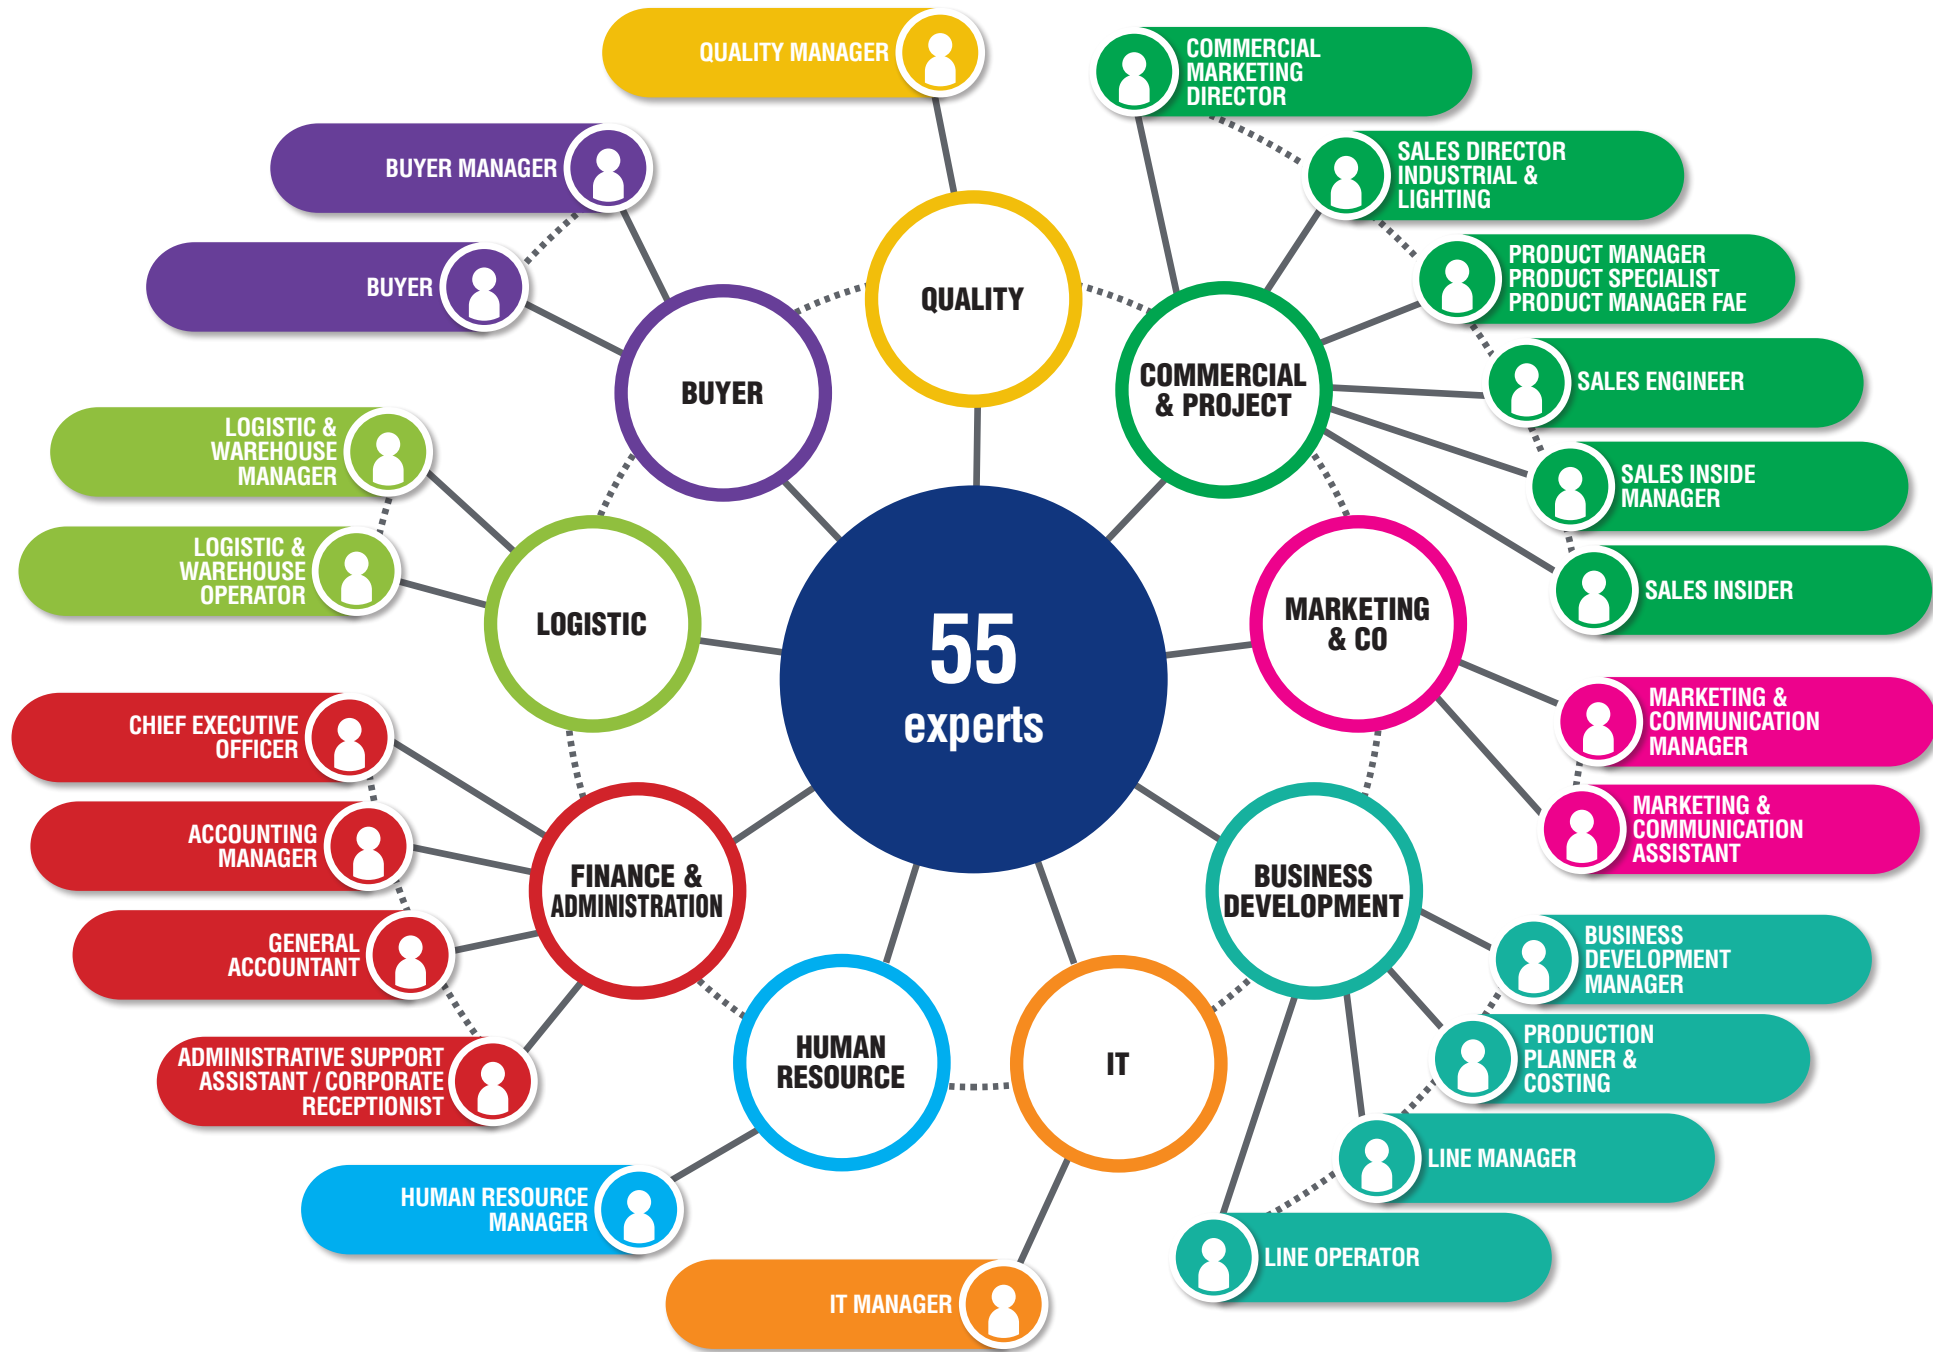 QUALITY MANAGER
COMMERCIAL
MARKETING
DIRECTOR
BUYER MANAGER
SALES DIRECTOR
INDUSTRIAL &
LIGHTING
BUYER
PRODUCT MANAGER
PRODUCT SPECIALIST
PRODUCT MANAGER FAE
QUALITY
BUYER
COMMERCIAL
& PROJECT
SALES ENGINEER
LOGISTIC &
WAREHOUSE
MANAGER
SALES INSIDE
MANAGER
LOGISTIC &
WAREHOUSE
OPERATOR
SALES INSIDER
LOGISTIC
55
experts
MARKETING
& CO
CHIEF EXECUTIVE
OFFICER
MARKETING &
COMMUNICATION
MANAGER
ACCOUNTING
MANAGER
MARKETING &
COMMUNICATION
ASSISTANT
FINANCE &
ADMINISTRATION
BUSINESS
DEVELOPMENT
GENERAL
ACCOUNTANT
BUSINESS
DEVELOPMENT
MANAGER
ADMINISTRATIVE SUPPORT
ASSISTANT / CORPORATE
RECEPTIONIST
HUMAN
RESOURCE
IT
PRODUCTION
PLANNER &
COSTING
LINE MANAGER
HUMAN RESOURCE
MANAGER
LINE OPERATOR
IT MANAGER